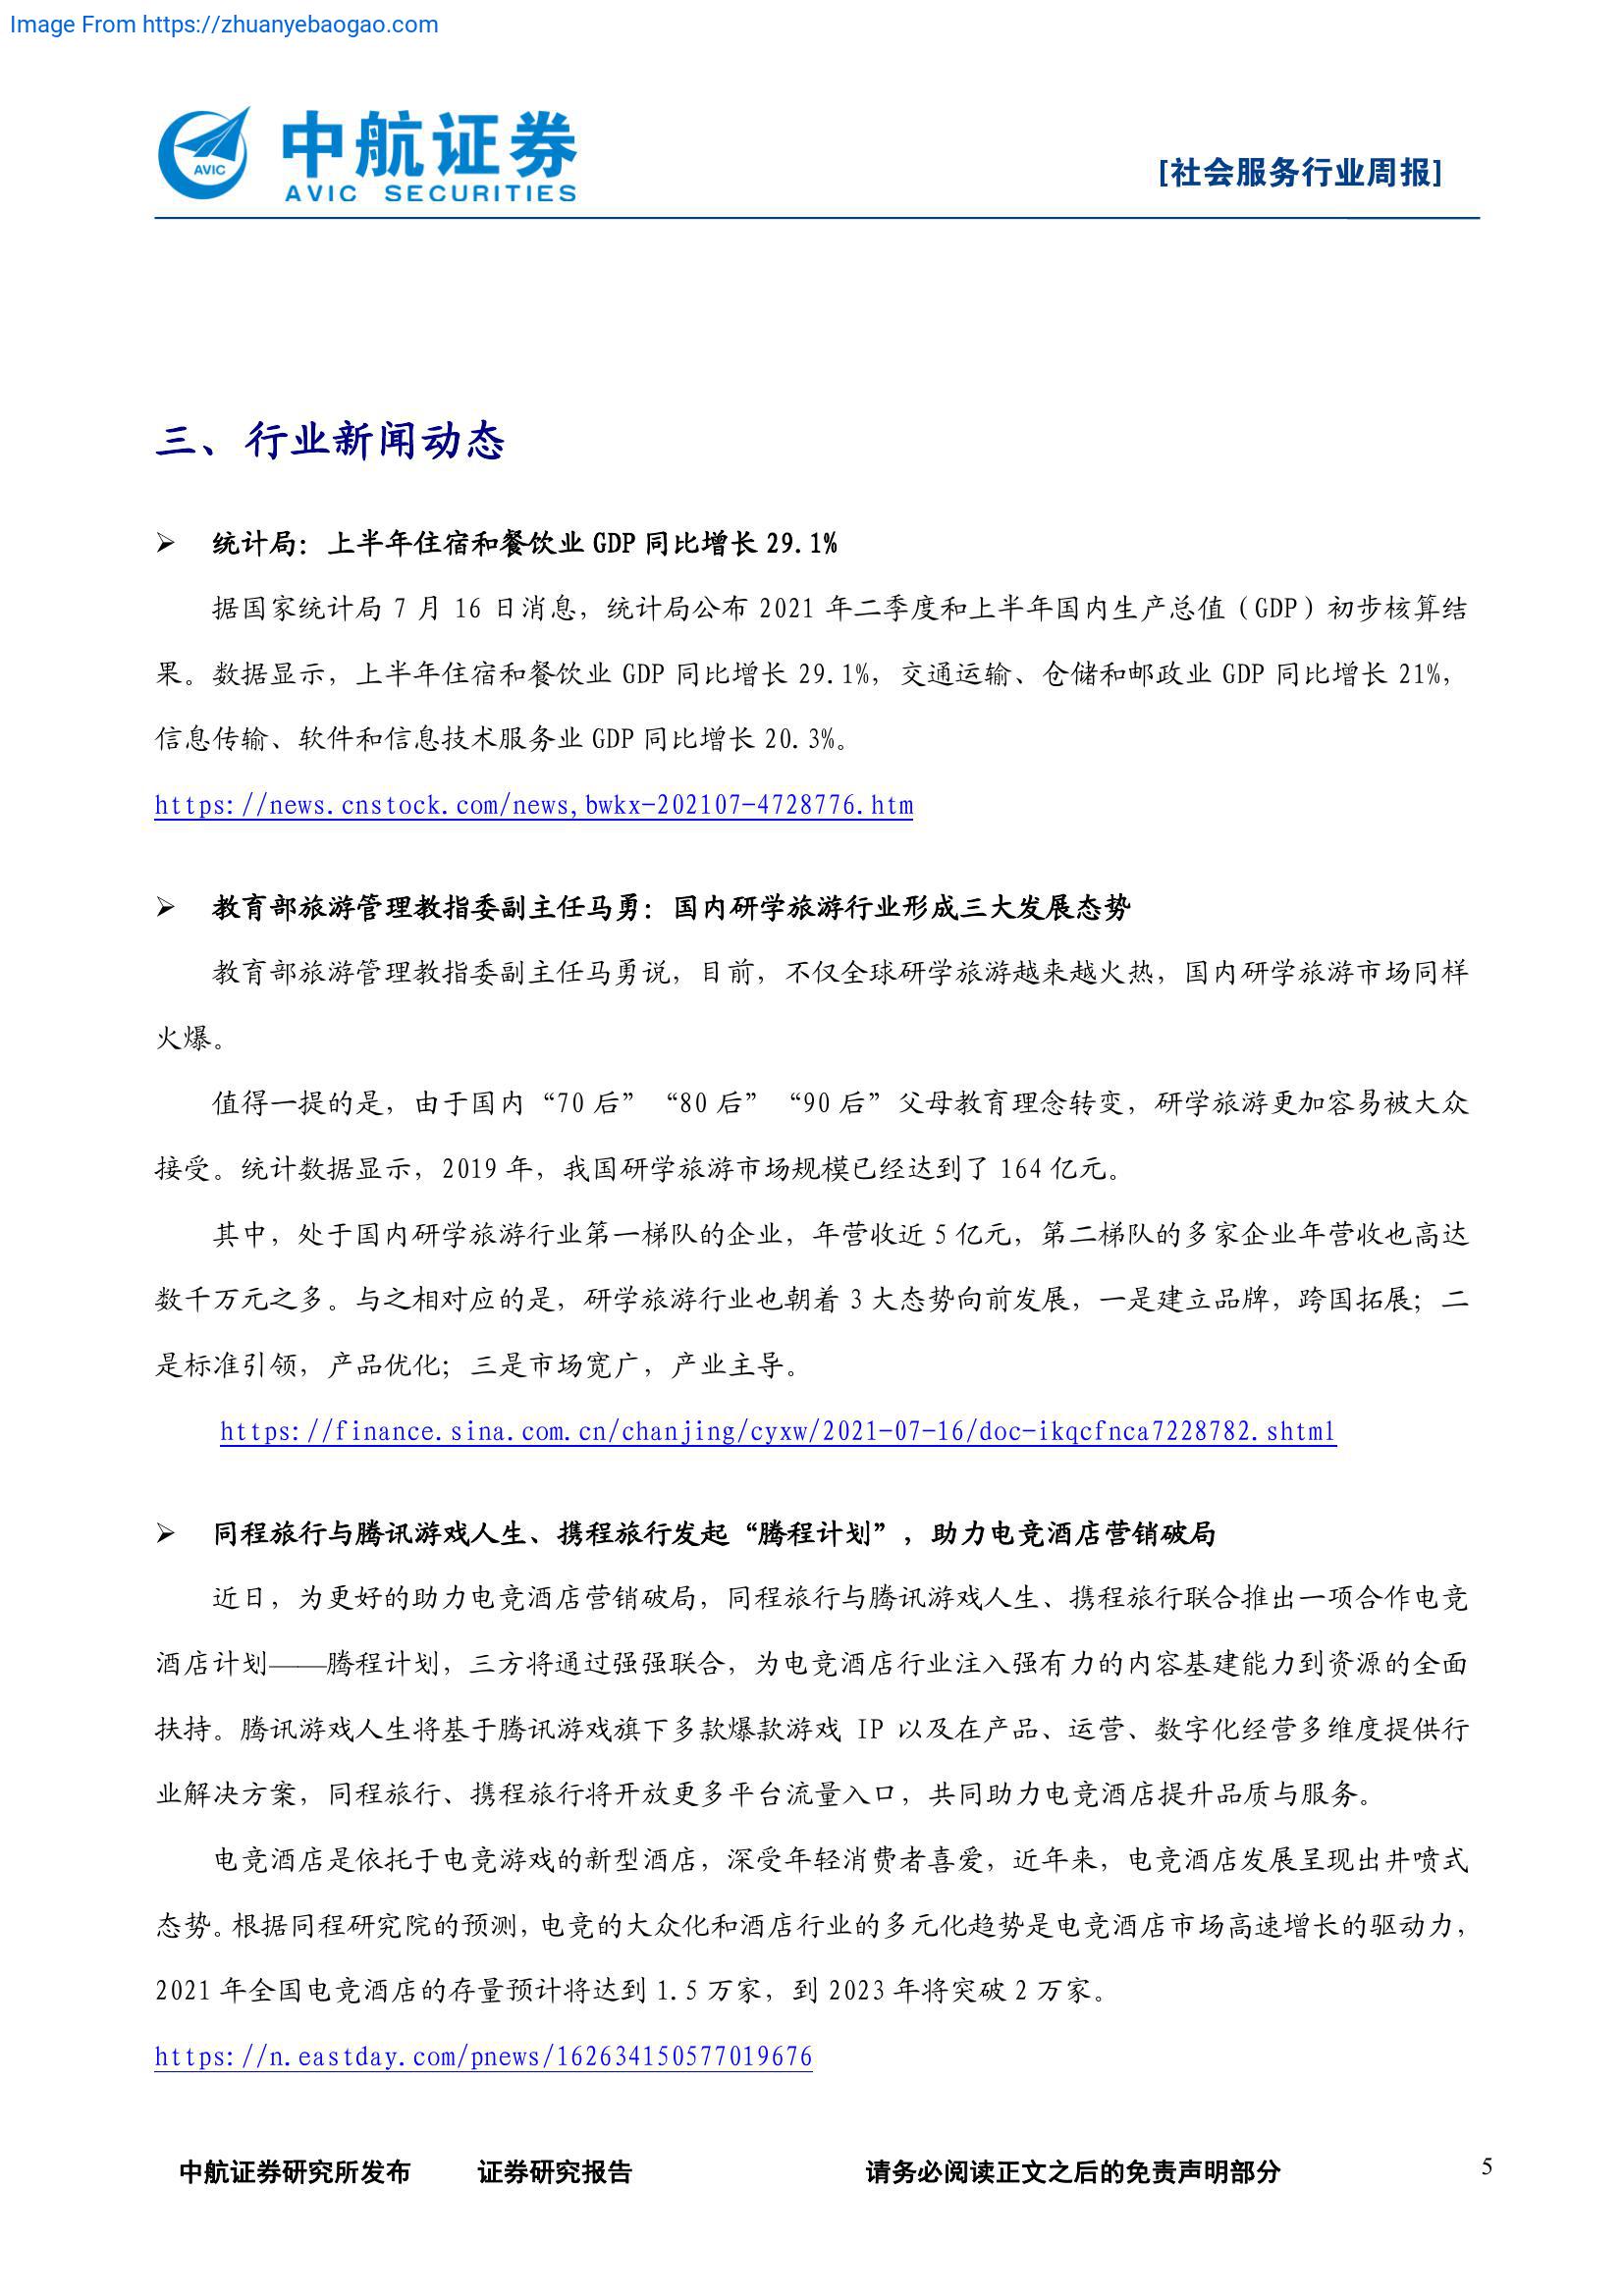 Image From https://zhuanyebaogao.com
AVIC
中航证券
AVIC SECURITIES
[社会服务行业周报]
三、行业新闻动态
➢ 统计局：上半年住宿和餐饮业 GDP 同比增长 29.1%
据国家统计局 7 月 16 日消息，统计局公布 2021 年二季度和上半年国内生产总值（GDP）初步核算结
果。数据显示，上半年住宿和餐饮业 GDP 同比增长 29.1%，交通运输、仓储和邮政业 GDP 同比增长 21%，
信息传输、软件和信息技术服务业 GDP 同比增长 20.3%。
https://news.cnstock.com/news,bwkx-202107-4728776.htm
➢ 教育部旅游管理教指委副主任马勇：国内研学旅游行业形成三大发展态势
教育部旅游管理教指委副主任马勇说，目前，不仅全球研学旅游越来越火热，国内研学旅游市场同样
火爆。
值得一提的是，由于国内“70 后”“80 后”“90 后”父母教育理念转变，研学旅游更加容易被大众
接受。统计数据显示，2019 年，我国研学旅游市场规模已经达到了 164 亿元。
其中，处于国内研学旅游行业第一梯队的企业，年营收近 5 亿元，第二梯队的多家企业年营收也高达
数千万元之多。与之相对应的是，研学旅游行业也朝着 3 大态势向前发展，一是建立品牌，跨国拓展；二
是标准引领，产品优化；三是市场宽广，产业主导。
https://finance.sina.com.cn/chanjing/cyxw/2021-07-16/doc-ikqcfnca7228782.shtml
➢ 同程旅行与腾讯游戏人生、携程旅行发起“腾程计划”，助力电竞酒店营销破局
近日，为更好的助力电竞酒店营销破局，同程旅行与腾讯游戏人生、携程旅行联合推出一项合作电竞
酒店计划——腾程计划，三方将通过强强联合，为电竞酒店行业注入强有力的内容基建能力到资源的全面
扶持。腾讯游戏人生将基于腾讯游戏旗下多款爆款游戏 IP 以及在产品、运营、数字化经营多维度提供行
业解决方案，同程旅行、携程旅行将开放更多平台流量入口，共同助力电竞酒店提升品质与服务。
电竞酒店是依托于电竞游戏的新型酒店，深受年轻消费者喜爱，近年来，电竞酒店发展呈现出井喷式
态势。根据同程研究院的预测，电竞的大众化和酒店行业的多元化趋势是电竞酒店市场高速增长的驱动力，
2021 年全国电竞酒店的存量预计将达到 1.5 万家，到 2023 年将突破 2 万家。
https://n.eastday.com/pnews/162634150577019676
中航证券研究所发布 证券研究报告 请务必阅读正文之后的免责声明部分 5